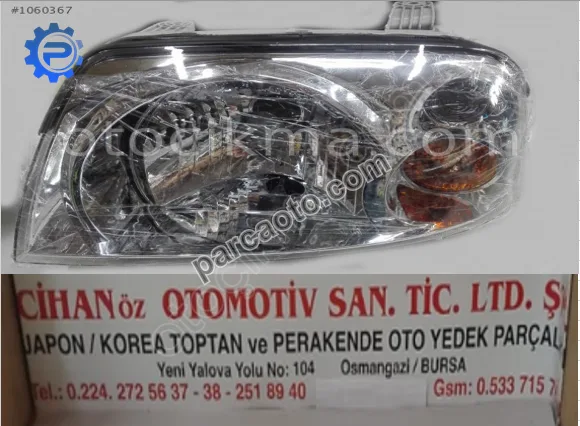 #1060367
P
otocikma.com
parcaoto.com
CİHANöz OTOMOTİV SAN. TİC. LTD. Ş
JAPON / KOREA TOPTAN ve PERAKENDE OTO YEDEK PARÇAL
Yeni Yalova Yolu No: 104 Osmangazi / BURSA
Tel.: 0.224. 272 56 37 - 38 - 251 89 40 Gsm: 0.533 715